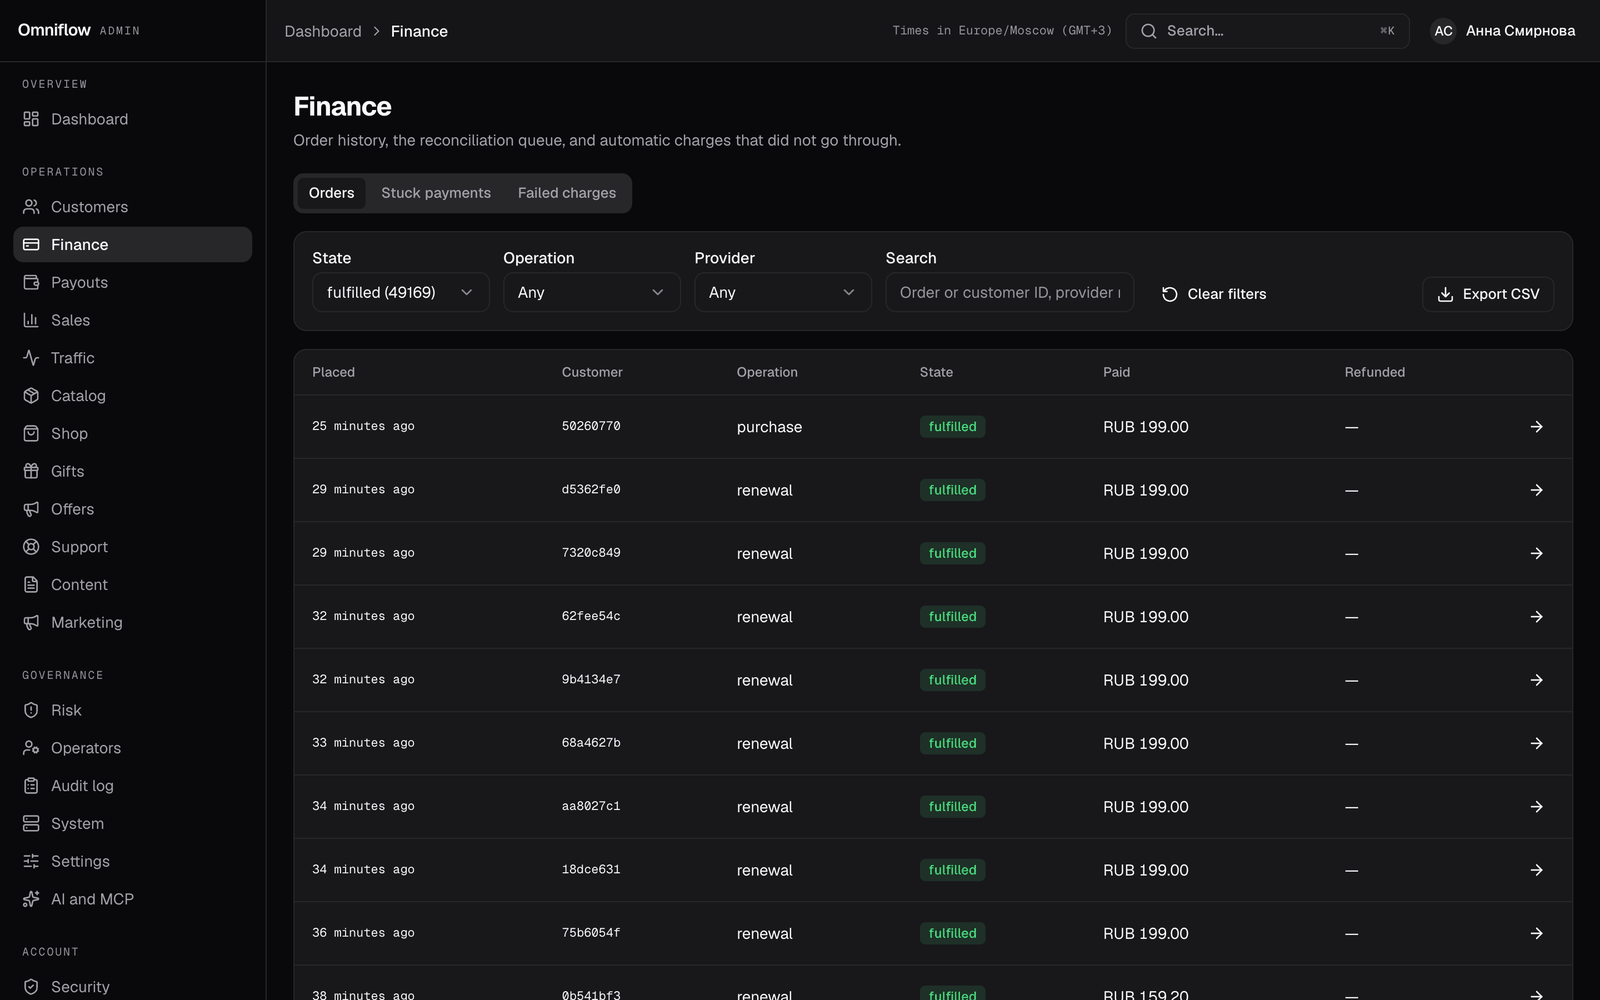 Omniflow ADMIN
Dashboard > Finance
Times in Europe/Moscow (GMT+3)
Search...
⌘K
AC
Анна Смирнова
OVERVIEW
Dashboard
OPERATIONS
Customers
Finance
Payouts
Sales
Traffic
Catalog
Shop
Gifts
Offers
Support
Content
Marketing
GOVERNANCE
Risk
Operators
Audit log
System
Settings
AI and MCP
ACCOUNT
Security
Finance
Order history, the reconciliation queue, and automatic charges that did not go through.
Orders Stuck payments Failed charges
State Operation Provider Search
fulfilled (49169) Any Any Order or customer ID, provider Clear filters Export CSV
Placed Customer Operation State Paid Refunded
25 minutes ago 50260770 purchase fulfilled RUB 199.00 —
29 minutes ago d5362fe0 renewal fulfilled RUB 199.00 —
29 minutes ago 7320c849 renewal fulfilled RUB 199.00 —
32 minutes ago 62fee54c renewal fulfilled RUB 199.00 —
32 minutes ago 9b4134e7 renewal fulfilled RUB 199.00 —
33 minutes ago 68a4627b renewal fulfilled RUB 199.00 —
34 minutes ago aa8027c1 renewal fulfilled RUB 199.00 —
34 minutes ago 18dce631 renewal fulfilled RUB 199.00 —
36 minutes ago 75b6054f renewal fulfilled RUB 199.00 —
38 minutes ago 0b541bf3 renewal fulfilled RUB 159.20 —